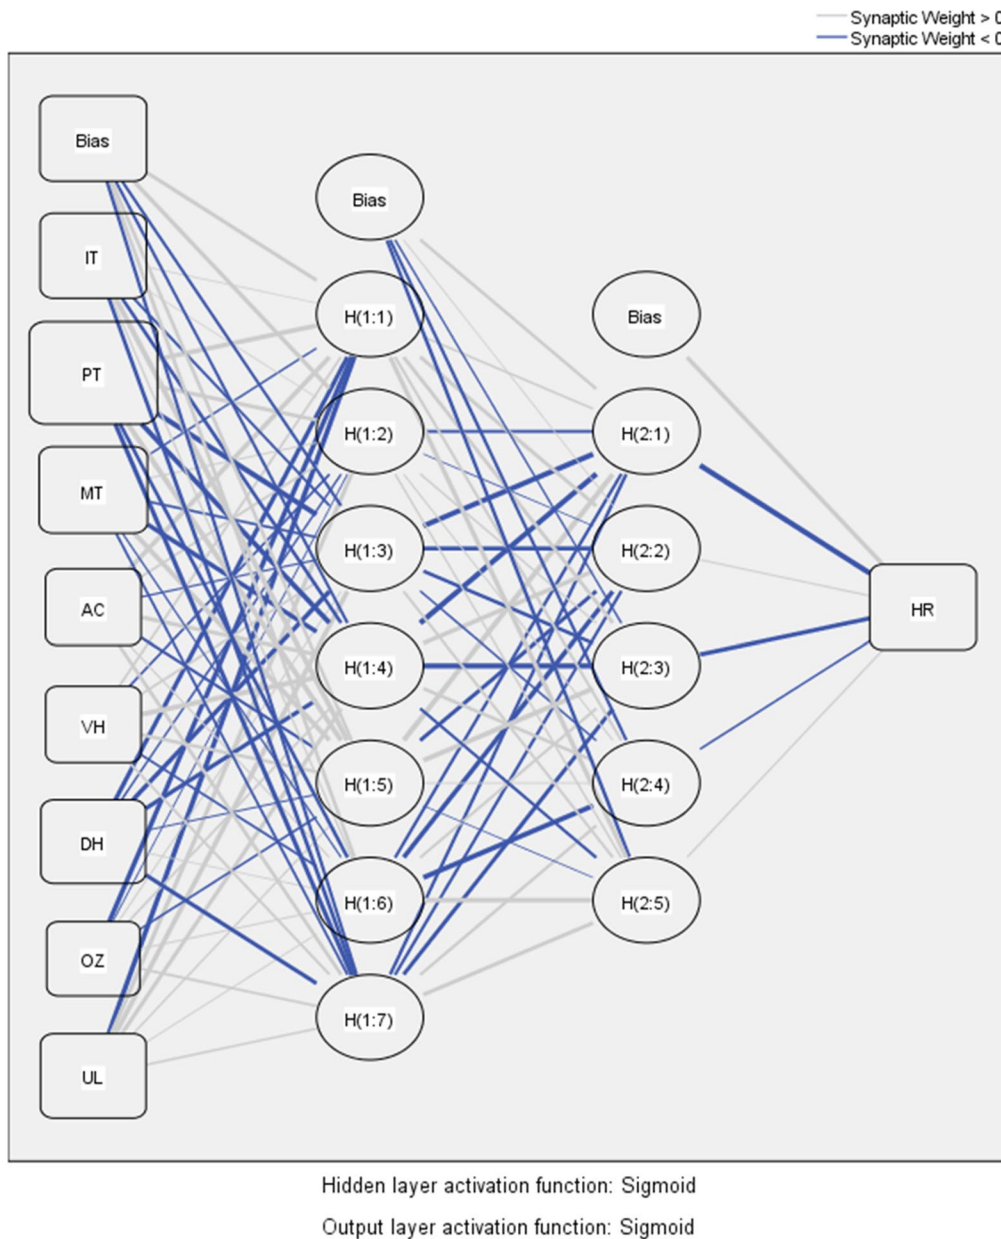 Synaptic Weight > 0
Synaptic Weight < 0
Bias
IT
PT
MT
AC
VH
DH
OZ
UL
Bias
H(1:1)
H(1:2)
H(1:3)
H(1:4)
H(1:5)
H(1:6)
H(1:7)
Bias
H(2:1)
H(2:2)
H(2:3)
H(2:4)
H(2:5)
HR
Hidden layer activation function: Sigmoid
Output layer activation function: Sigmoid